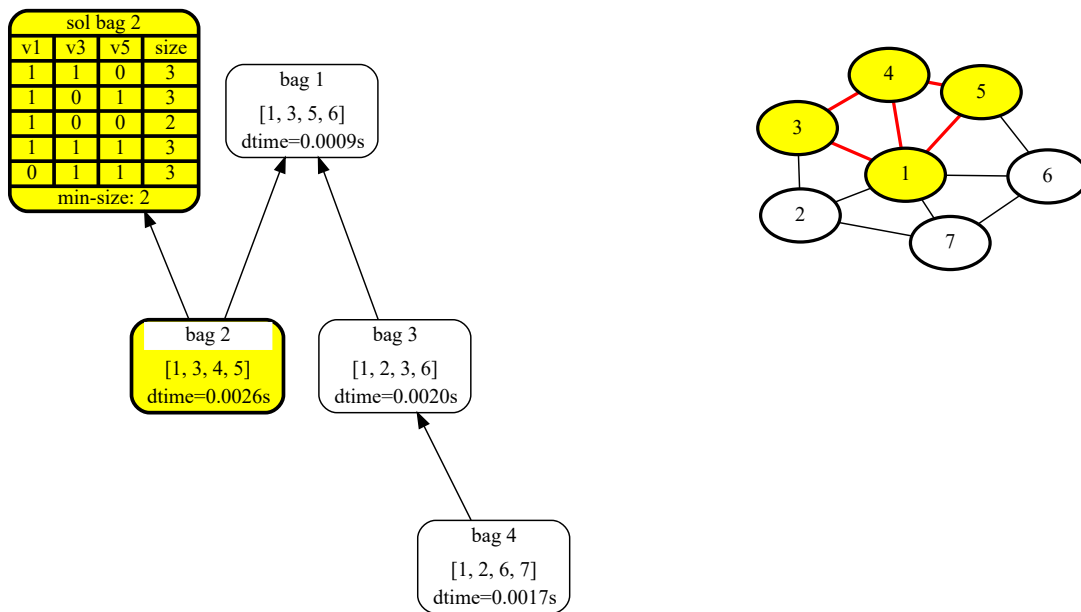 sol bag 2
v1 v3 v5 size
1 1 0 3
1 0 1 3
1 0 0 2
1 1 1 3
0 1 1 3
min-size: 2
bag 1
[1, 3, 5, 6]
dtime=0.0009s
bag 2
[1, 3, 4, 5]
dtime=0.0026s
bag 3
[1, 2, 3, 6]
dtime=0.0020s
bag 4
[1, 2, 6, 7]
dtime=0.0017s
4
5
3
1
6
2
7